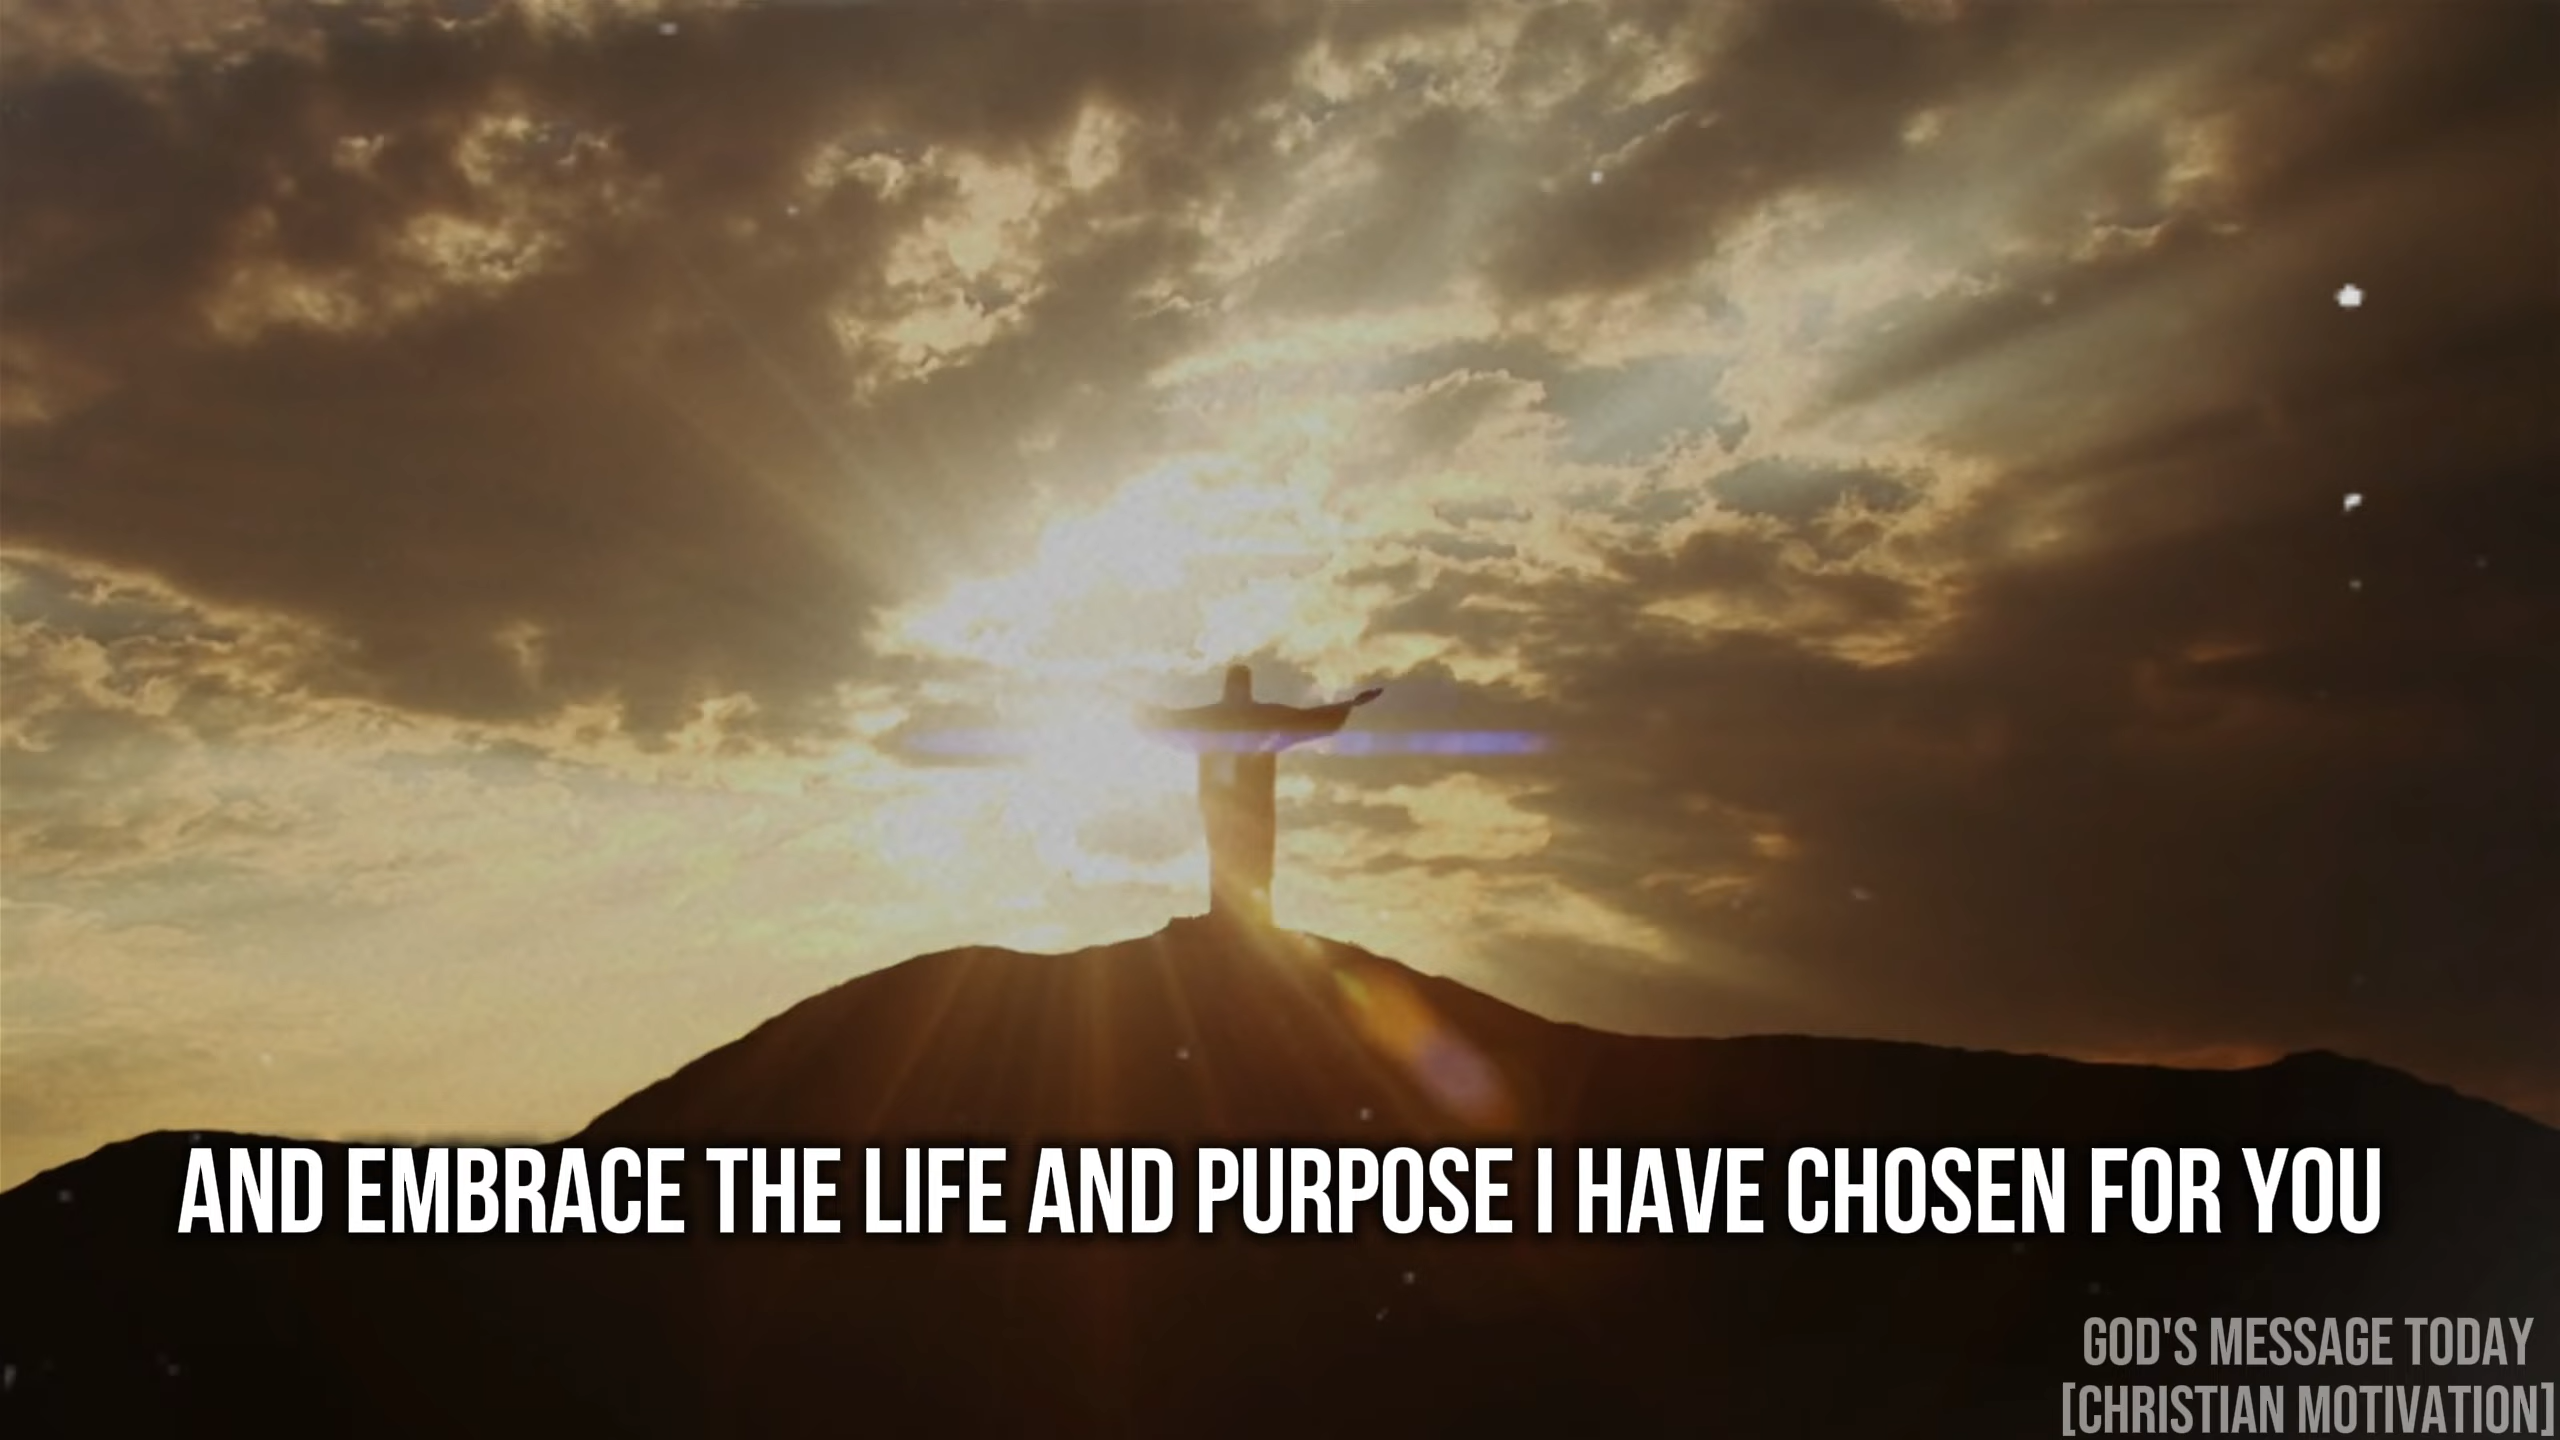 AND EMBRACE THE LIFE AND PURPOSE I HAVE CHOSEN FOR YOU
GOD'S MESSAGE TODAY
[CHRISTIAN MOTIVATION]